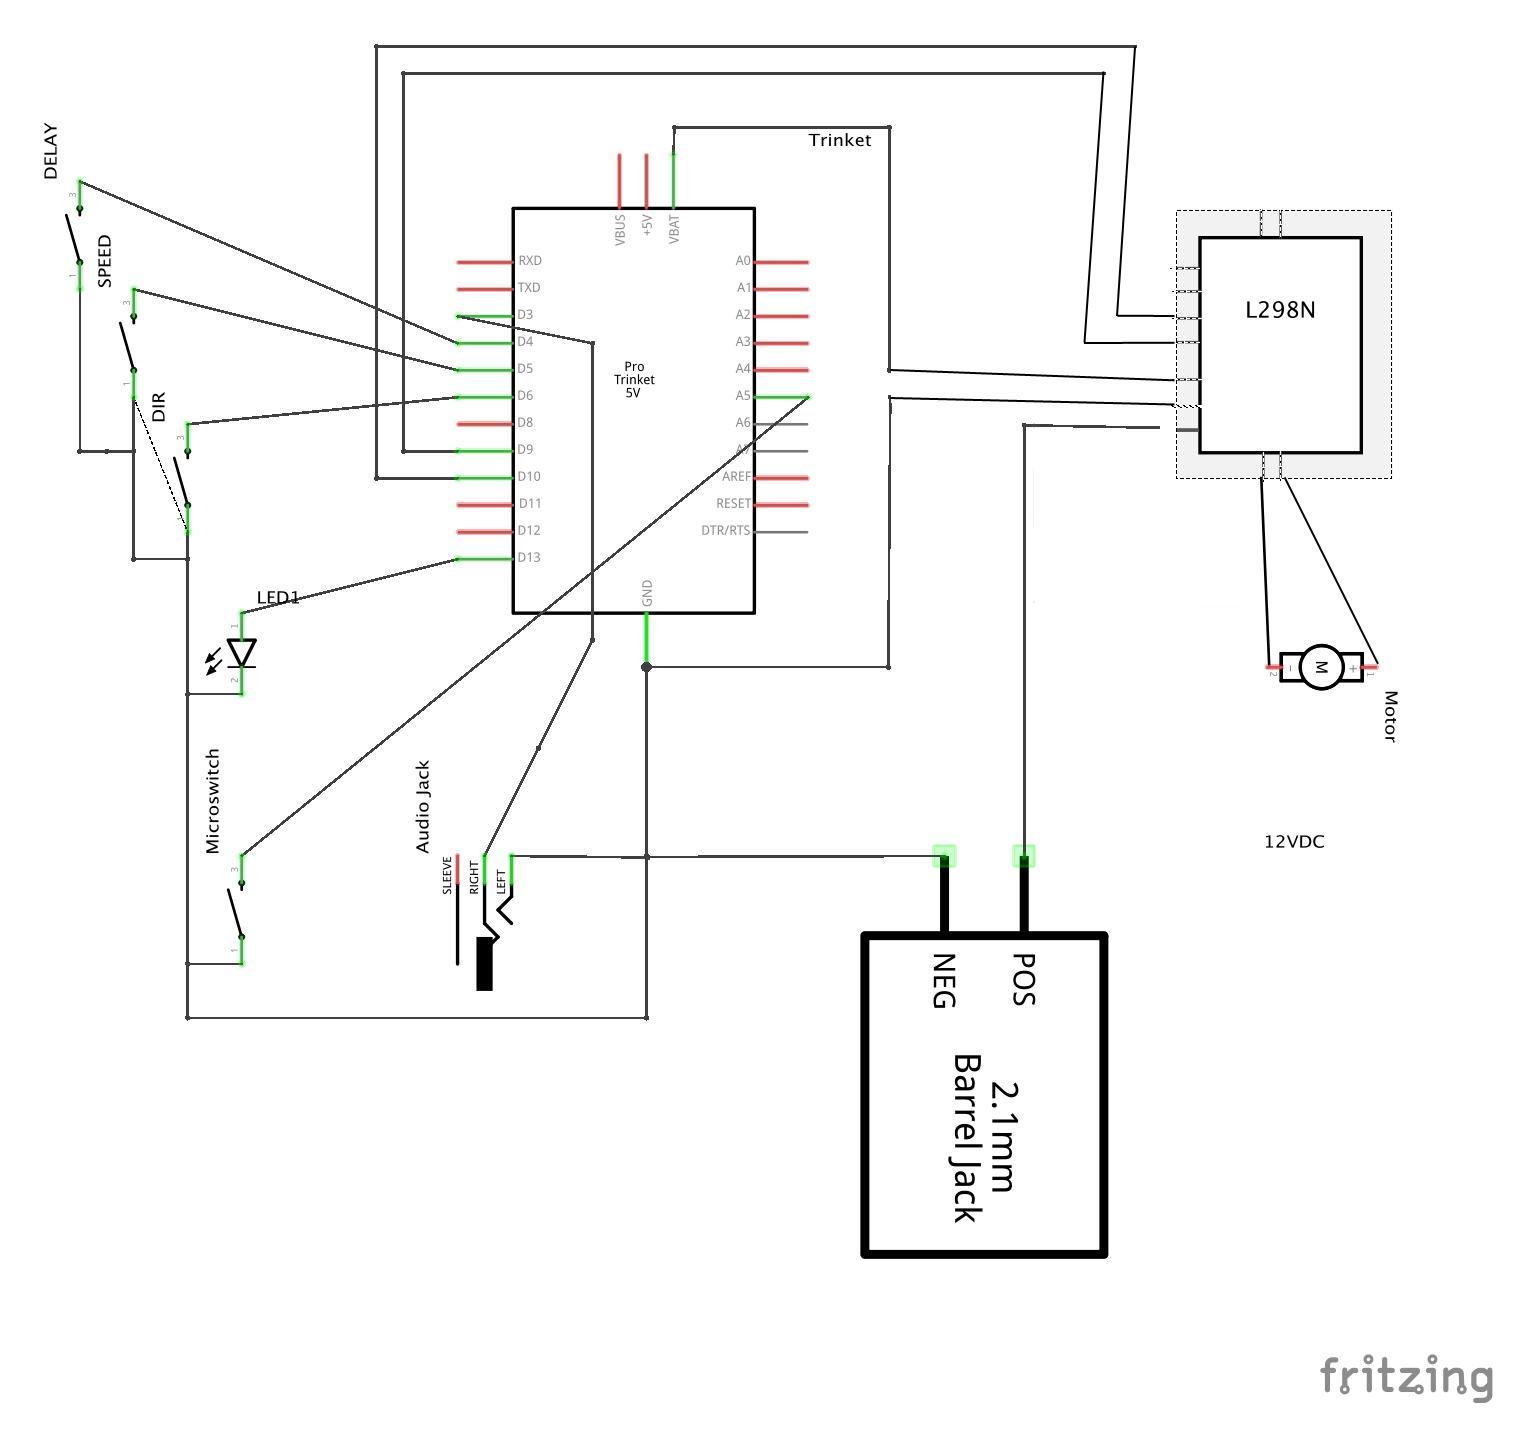 DELAY
3
1
SPEED
3
1
DIR
3
1
Trinket
VBUS
+5V
VBAT
RXD
TXD
D3
D4
D5
D6
D8
D9
D10
D11
D12
D13
Pro
Trinket
5V
A0
A1
A2
A3
A4
A5
A6
A7
AREF
RESET
DTR/RTS
GND
L298N
LED1
1
2
M
-
+
2
1
Motor
Microswitch
3
1
Audio Jack
SLEEVE
RIGHT
LEFT
12VDC
NEG
POS
2.1mm
Barrel Jack
fritzing